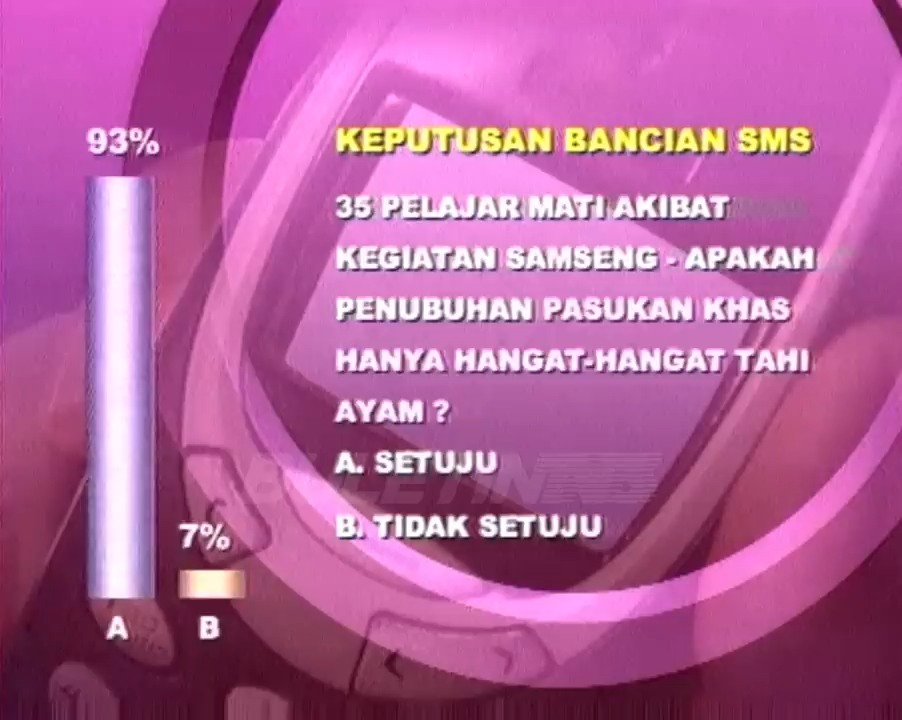 93%
KEPUTUSAN BANCIAN SMS
35 PELAJAR MATI AKIBAT
KEGIATAN SAMSENG - APAKAH
PENUBUHAN PASUKAN KHAS
HANYA HANGAT-HANGAT TAHI
AYAM ?
A. SETUJU
BULETIN
B. TIDAK SETUJU
7%
A B